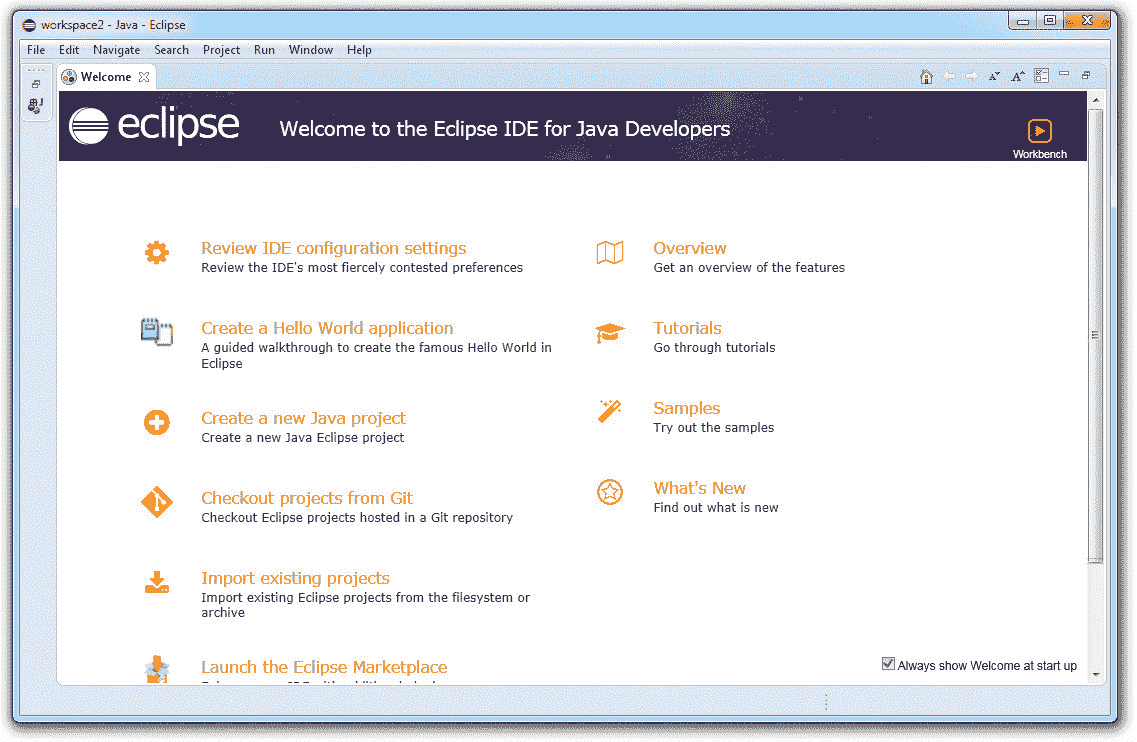 workspace2 - Java - Eclipse
File Edit Navigate Search Project Run Window Help
Welcome
eclipse
Welcome to the Eclipse IDE for Java Developers
Workbench
Review IDE configuration settings
Review the IDE's most fiercely contested preferences
Create a Hello World application
A guided walkthrough to create the famous Hello World in
Eclipse
Create a new Java project
Create a new Java Eclipse project
Checkout projects from Git
Checkout Eclipse projects hosted in a Git repository
Import existing projects
Import existing Eclipse projects from the filesystem or
archive
Launch the Eclipse Marketplace
Overview
Get an overview of the features
Tutorials
Go through tutorials
Samples
Try out the samples
What's New
Find out what is new
Always show Welcome at start up